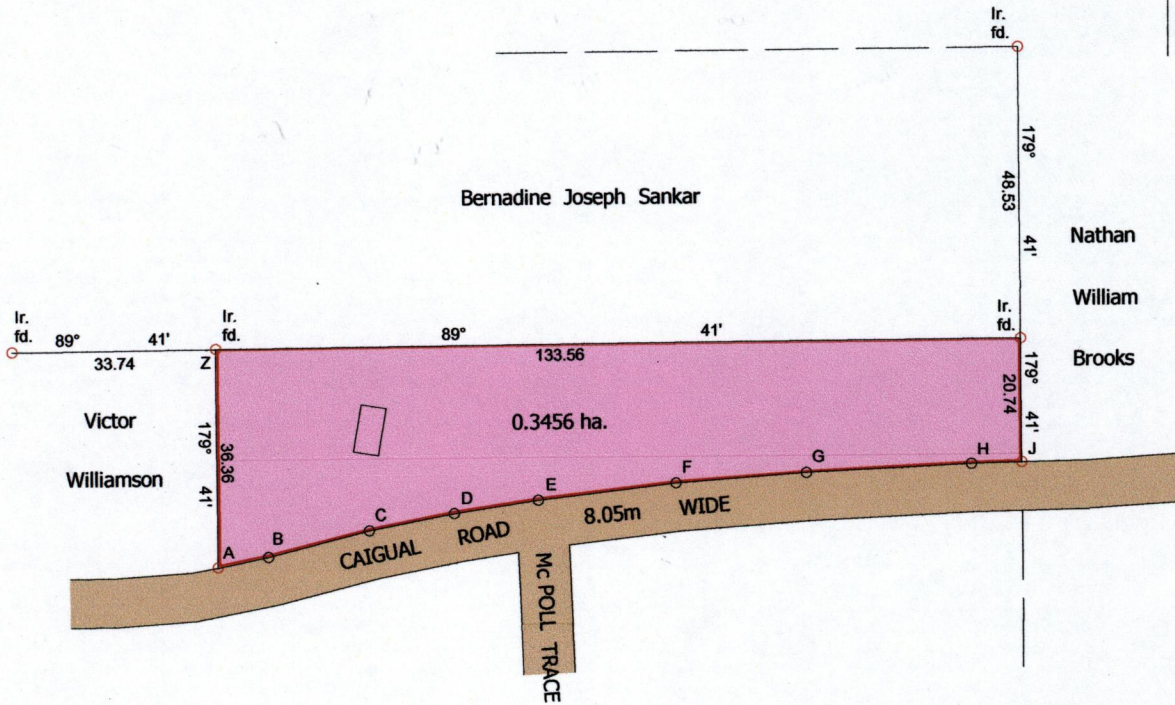 Ir.
fd.
179°
48.53
41'
Bernadine Joseph Sankar
Nathan
William
Brooks
Ir.
fd.
89° 41'
33.74
Ir.
fd.
89° 41'
133.56
Ir.
fd.
Z
179°
20.74
41'
Victor
Williamson
179°
36.36
41'
0.3456 ha.
A
B
C
D
E
F
G
H
J
CAIGUAL ROAD 8.05m WIDE
Mc POLL TRACE